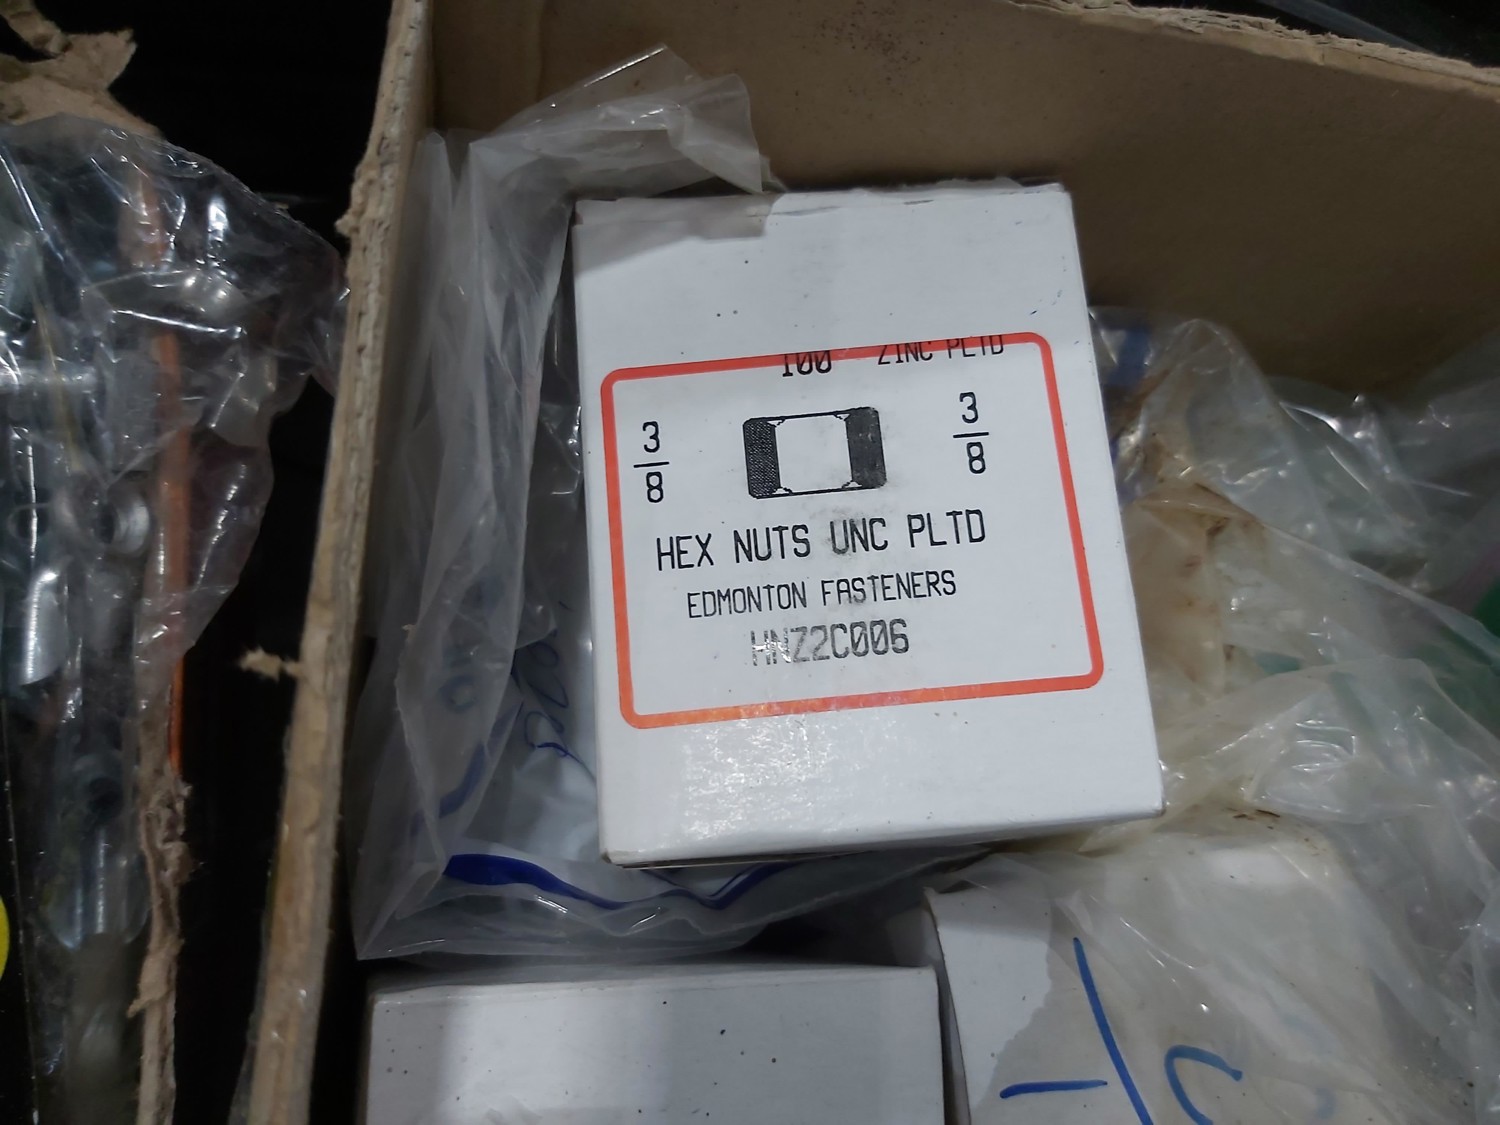 100 ZINC PLTD
3/8 3/8
HEX NUTS UNC PLTD
EDMONTON FASTENERS
HNZ2C006